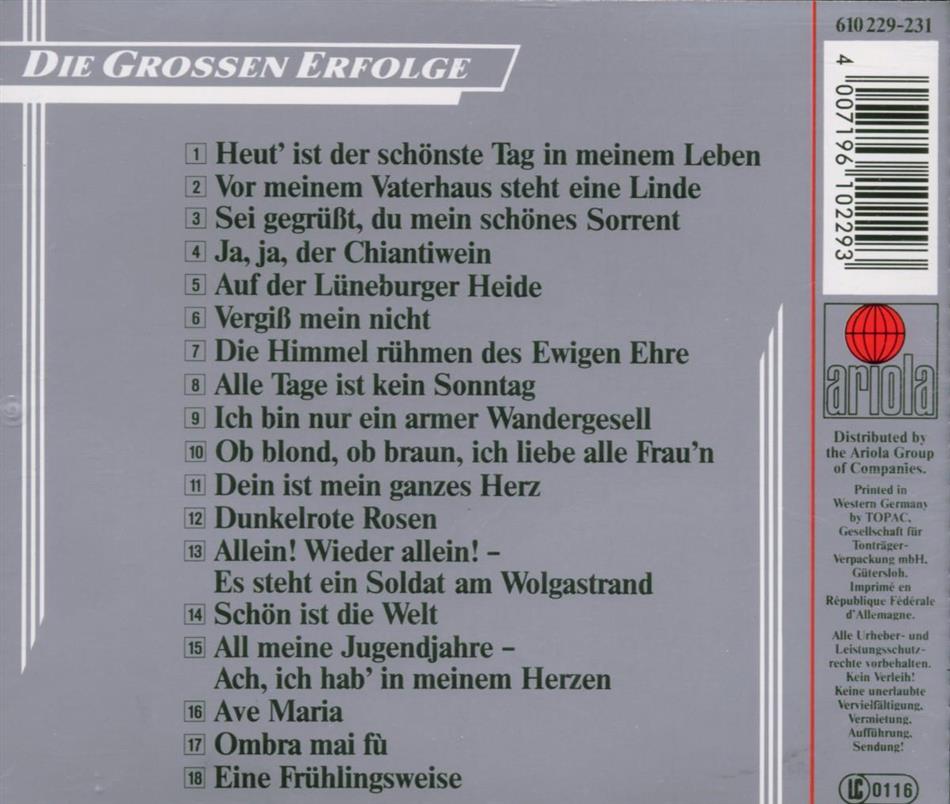 DIE GROSSEN ERFOLGE
1 Heut' ist der schönste Tag in meinem Leben
2 Vor meinem Vaterhaus steht eine Linde
3 Sei gegrüßt, du mein schönes Sorrent
4 Ja, ja, der Chiantiwein
5 Auf der Lüneburger Heide
6 Vergiß mein nicht
7 Die Himmel rühmen des Ewigen Ehre
8 Alle Tage ist kein Sonntag
9 Ich bin nur ein armer Wandergesell
10 Ob blond, ob braun, ich liebe alle Frau'n
11 Dein ist mein ganzes Herz
12 Dunkelrote Rosen
13 Allein! Wieder allein! –
Es steht ein Soldat am Wolgastrand
14 Schön ist die Welt
15 All meine Jugendjahre –
Ach, ich hab' in meinem Herzen
16 Ave Maria
17 Ombra mai fù
18 Eine Frühlingsweise
610 229-231
4 007196 102293
ariola
Distributed by
the Ariola Group
of Companies.
Printed in
Western Germany
by TOPAC,
Gesellschaft für
Tonträger-
Verpackung mbH,
Gütersloh.
Imprimé en
République Fédérale
d'Allemagne.
Alle Urheber- und
Leistungsschutz-
rechte vorbehalten.
Kein Verleih!
Keine unerlaubte
Vervielfältigung,
Vermietung,
Aufführung,
Sendung!
LC 0116